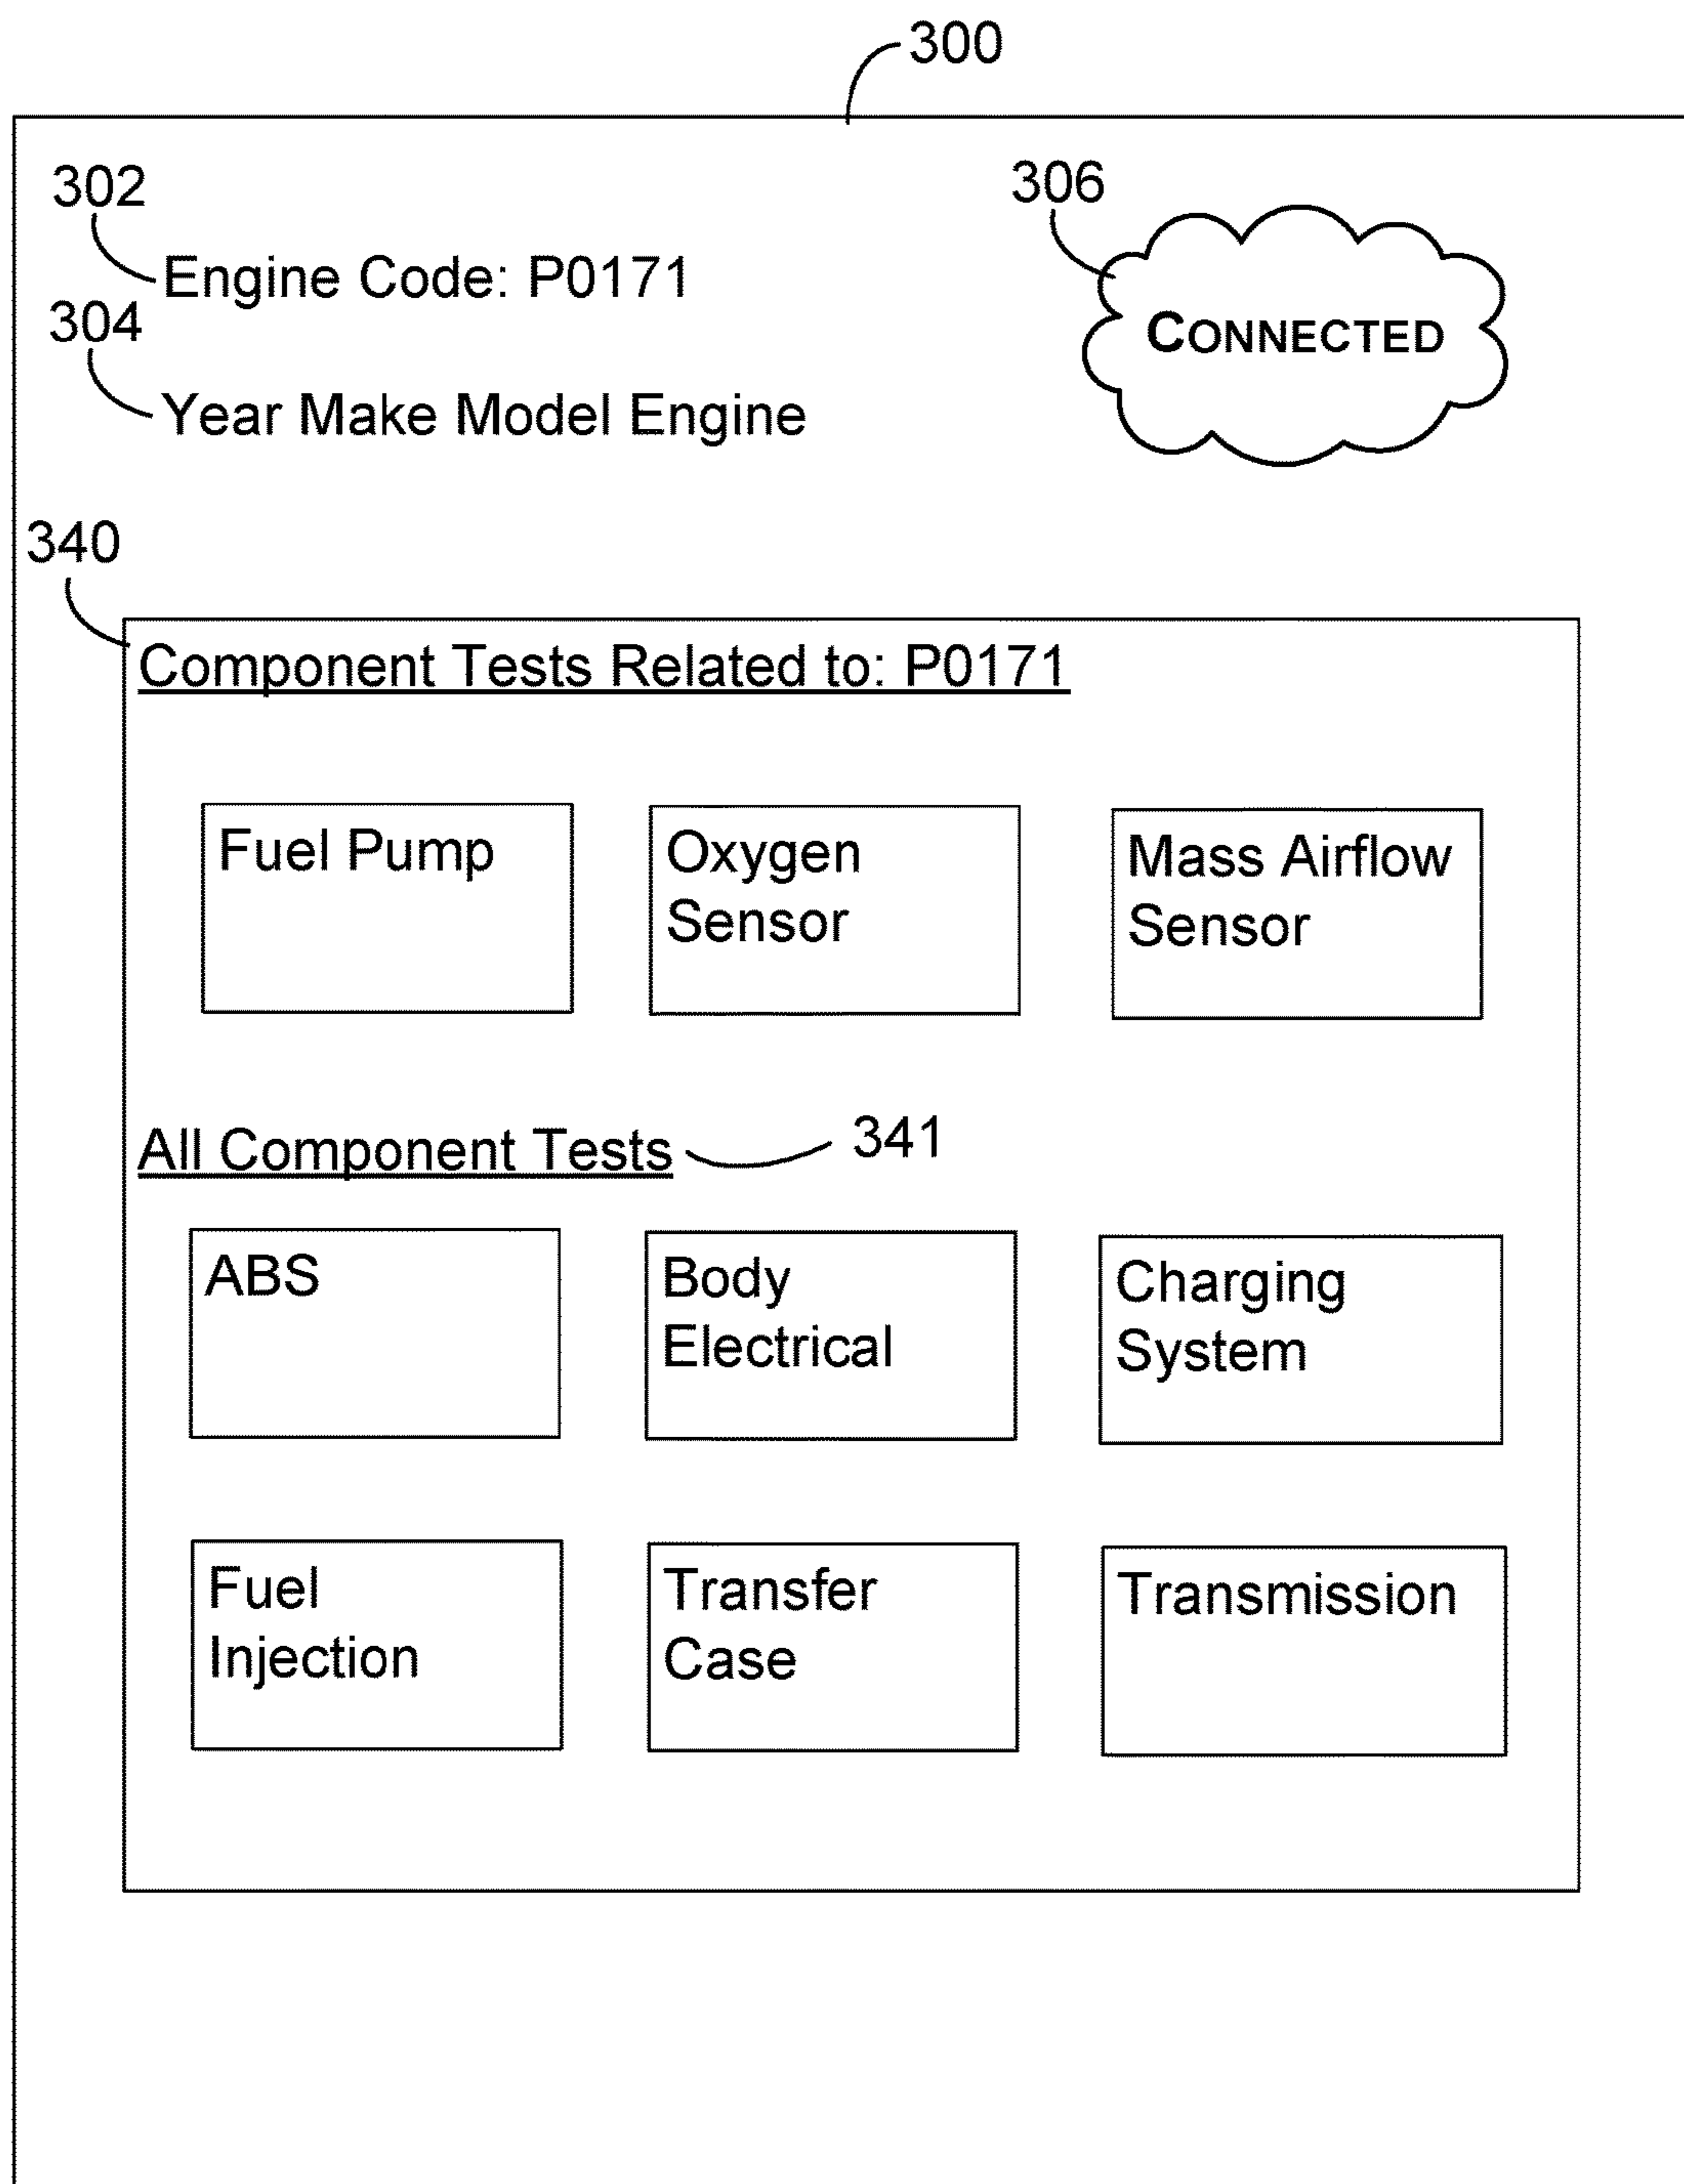 300
302
306
Engine Code: P0171
304
CONNECTED
Year Make Model Engine
340
Component Tests Related to: P0171
Fuel Pump
Oxygen
Sensor
Mass Airflow
Sensor
All Component Tests
341
ABS
Body
Electrical
Charging
System
Fuel
Injection
Transfer
Case
Transmission